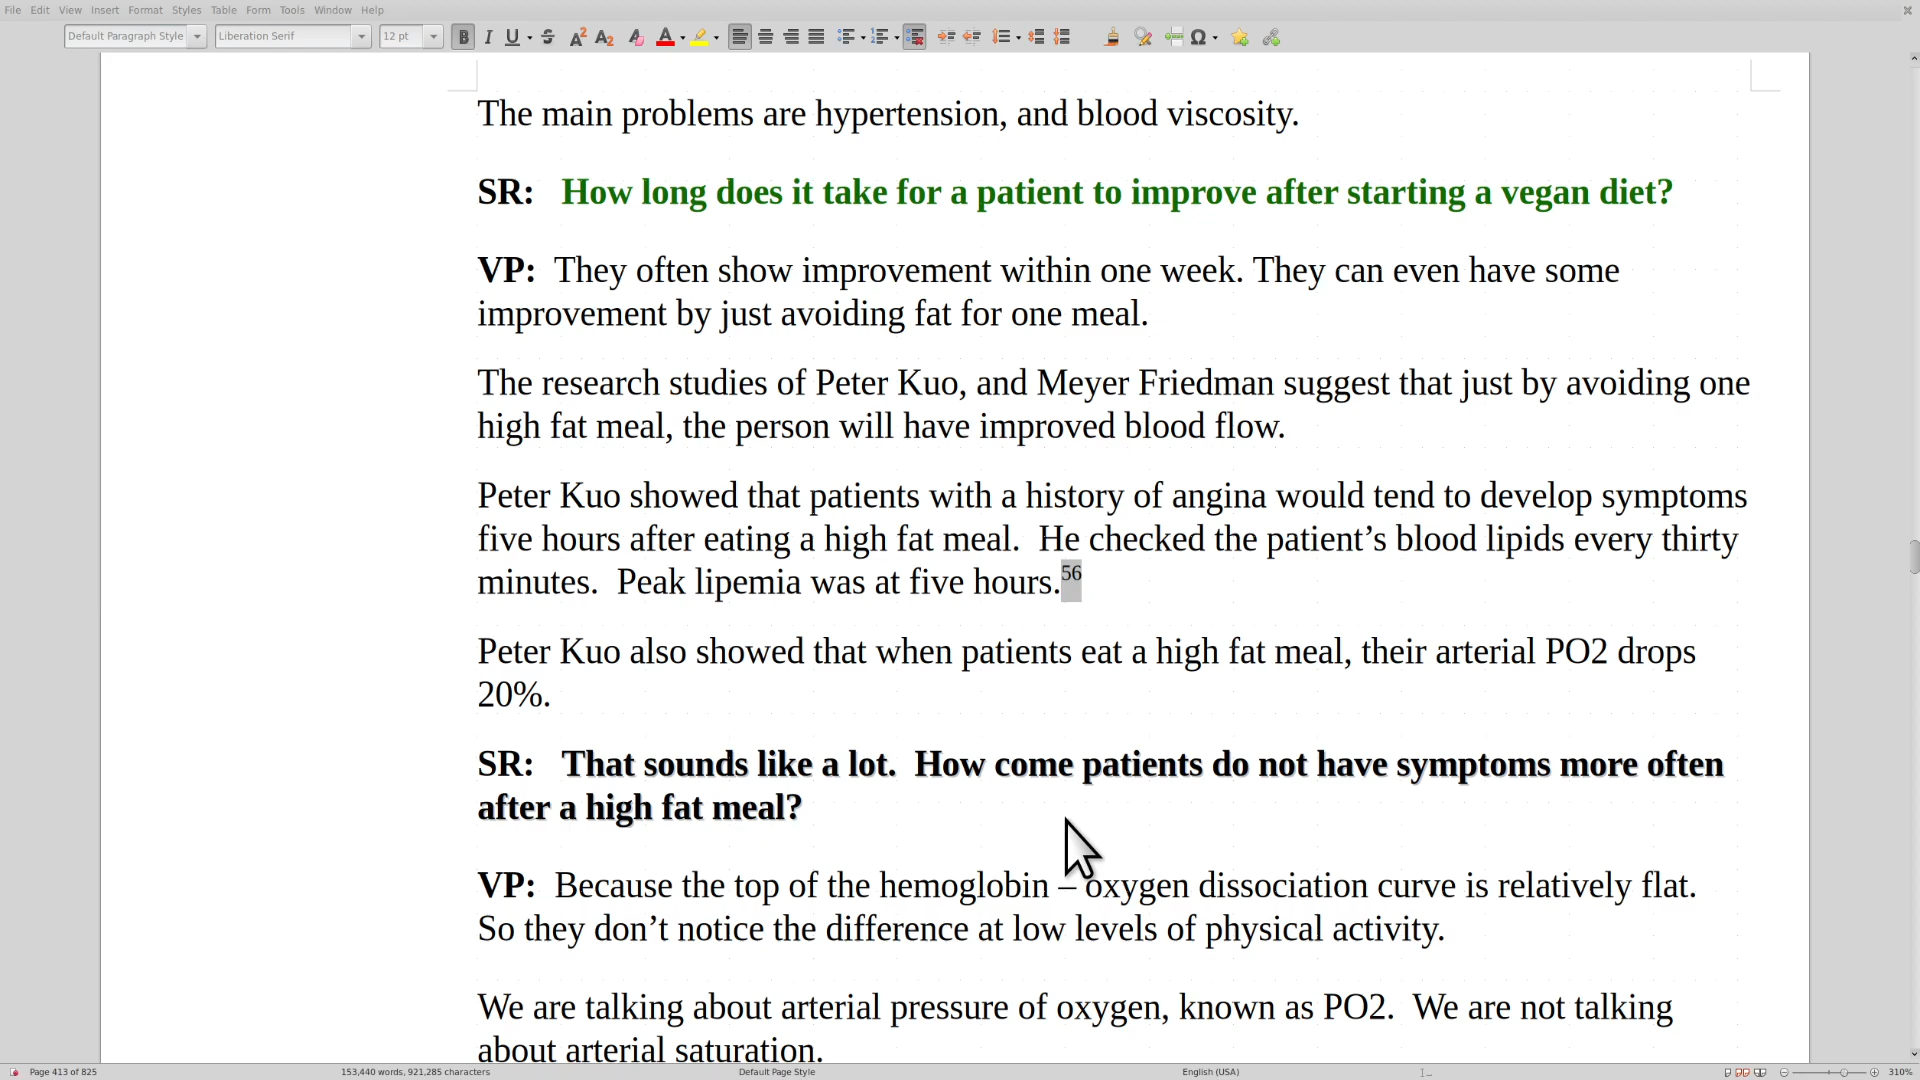 File Edit View Insert Format Styles Table Form Tools Window Help
Default Paragraph Style Liberation Serif 12 pt
The main problems are hypertension, and blood viscosity.
SR: How long does it take for a patient to improve after starting a vegan diet?
VP: They often show improvement within one week. They can even have some
improvement by just avoiding fat for one meal.
The research studies of Peter Kuo, and Meyer Friedman suggest that just by avoiding one
high fat meal, the person will have improved blood flow.
Peter Kuo showed that patients with a history of angina would tend to develop symptoms
five hours after eating a high fat meal. He checked the patient’s blood lipids every thirty
minutes. Peak lipemia was at five hours.56
Peter Kuo also showed that when patients eat a high fat meal, their arterial PO2 drops
20%.
SR: That sounds like a lot. How come patients do not have symptoms more often
after a high fat meal?
VP: Because the top of the hemoglobin – oxygen dissociation curve is relatively flat.
So they don’t notice the difference at low levels of physical activity.
We are talking about arterial pressure of oxygen, known as PO2. We are not talking
about arterial saturation.
Page 413 of 825 153,440 words, 921,285 characters Default Page Style English (USA) 310%